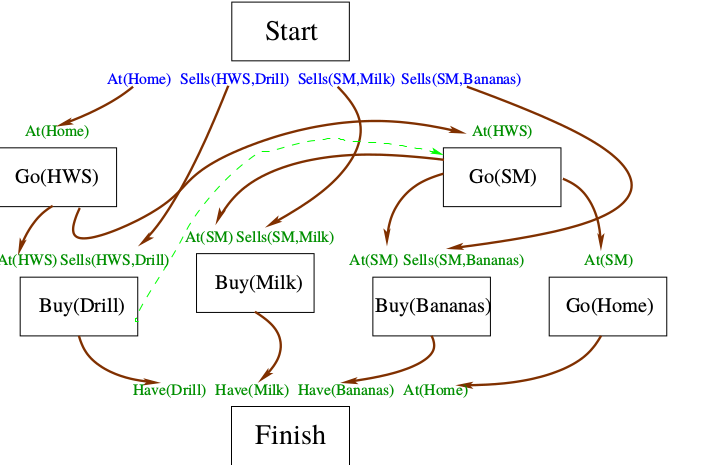 Start
At(Home) Sells(HWS,Drill) Sells(SM,Milk) Sells(SM,Bananas)
At(Home)
At(HWS)
Go(HWS)
Go(SM)
At(SM) Sells(SM,Milk)
At(HWS) Sells(HWS,Drill)
At(SM) Sells(SM,Bananas)
At(SM)
Buy(Drill)
Buy(Milk)
Buy(Bananas)
Go(Home)
Have(Drill) Have(Milk) Have(Bananas) At(Home)
Finish